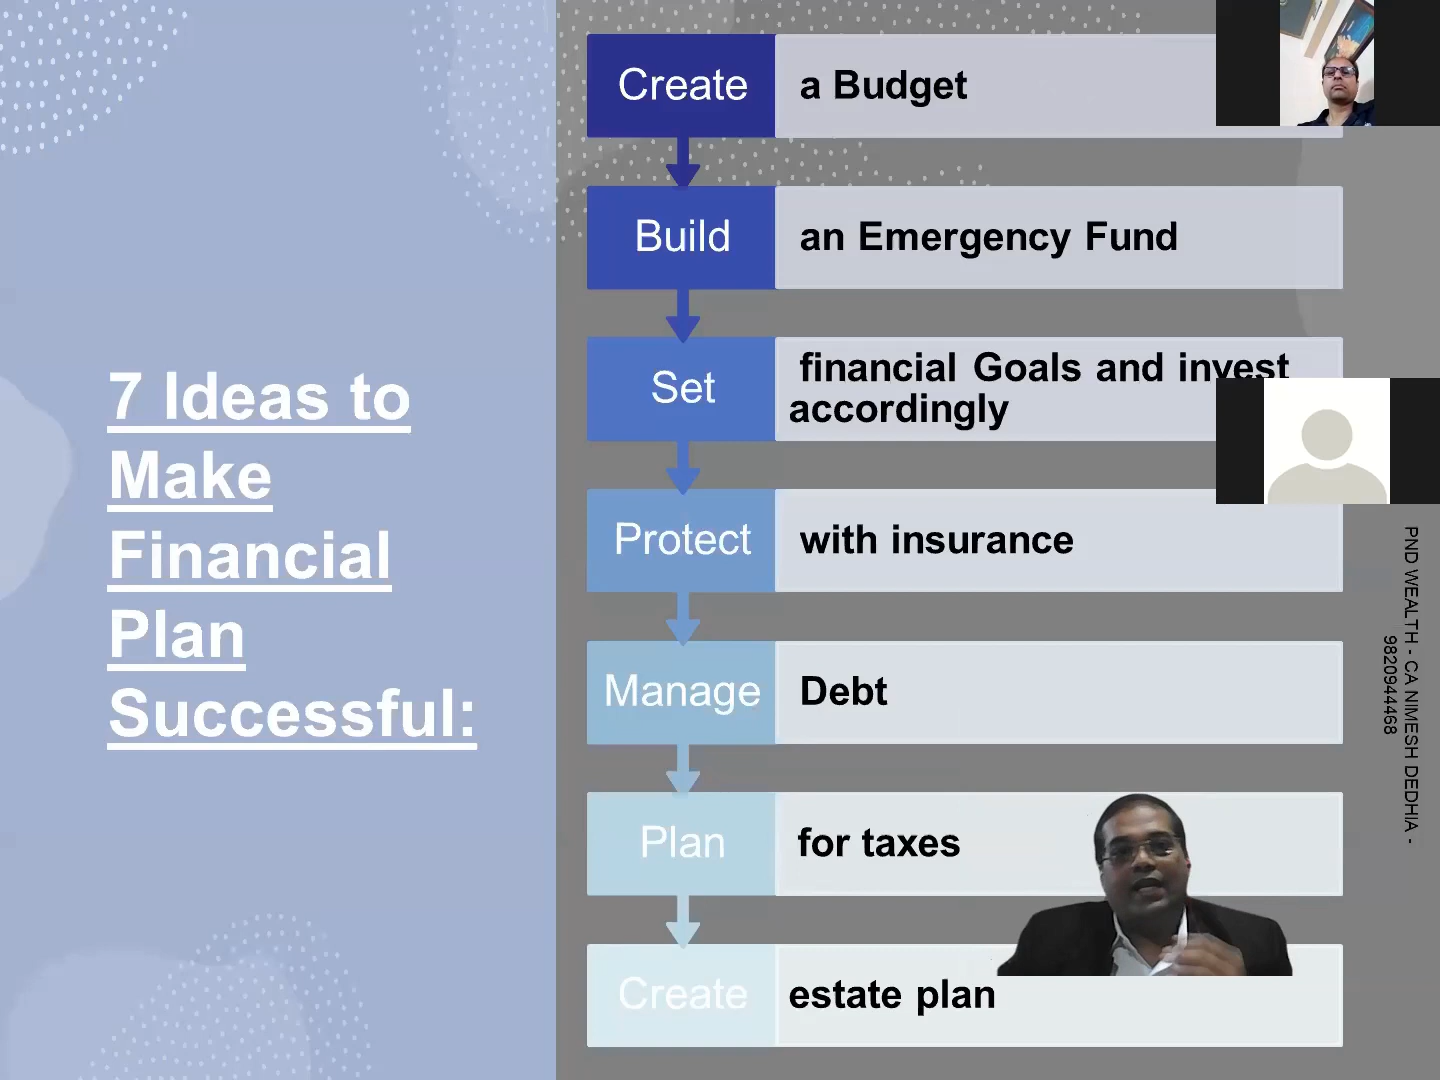 7 Ideas to
Make
Financial
Plan
Successful:
Create
a Budget
Build
an Emergency Fund
Set
financial Goals and invest
accordingly
Protect
with insurance
Manage
Debt
Plan
for taxes
Create
estate plan
PND WEALTH - CA NIMESH DEDHIA -
9820944468